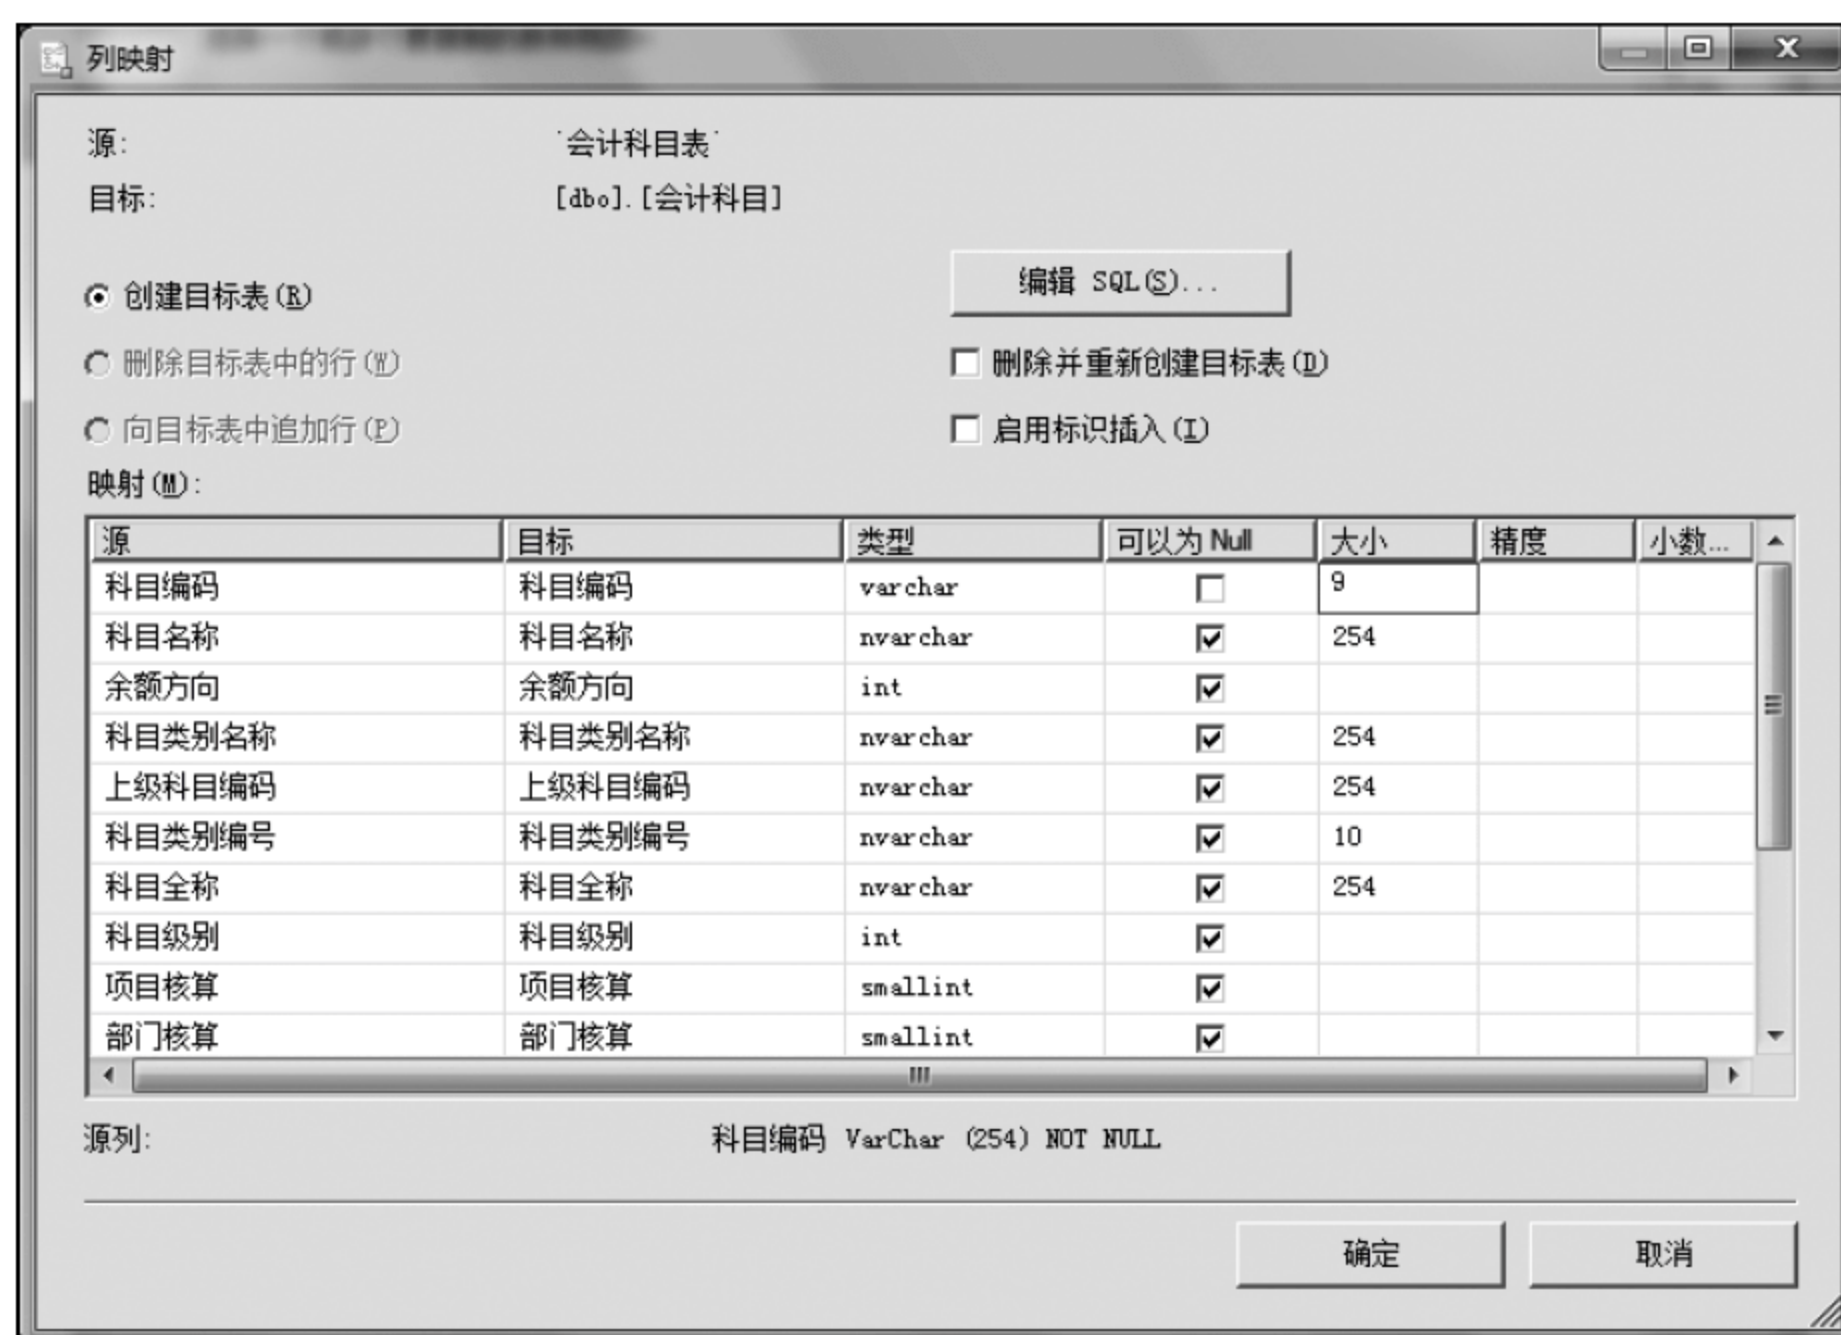 列映射
源: `会计科目表`
目标: [dbo].[会计科目]
创建目标表(R) 编辑 SQL(S)...
删除目标表中的行(W) 删除并重新创建目标表(D)
向目标表中追加行(P) 启用标识插入(I)
映射(M):
源 目标 类型 可以为 Null 大小 精度 小数...
科目编码 科目编码 varchar 9
科目名称 科目名称 nvarchar 254
余额方向 余额方向 int
科目类别名称 科目类别名称 nvarchar 254
上级科目编码 上级科目编码 nvarchar 254
科目类别编号 科目类别编号 nvarchar 10
科目全称 科目全称 nvarchar 254
科目级别 科目级别 int
项目核算 项目核算 smallint
部门核算 部门核算 smallint
源列: 科目编码 VarChar (254) NOT NULL
确定 取消